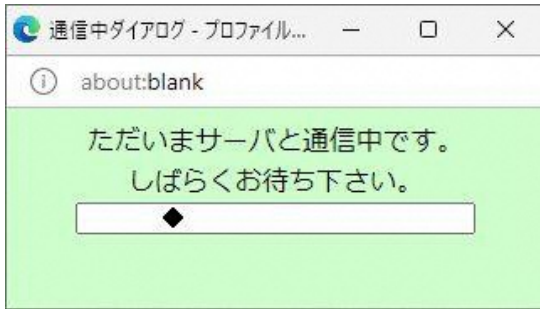 通信中ダイアログ - プロファイル...
about:blank
ただいまサーバと通信中です。
しばらくお待ち下さい。
◆